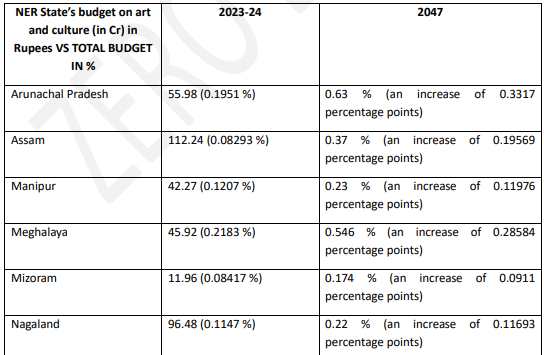 NER State's budget on art and culture (in Cr) in Rupees VS TOTAL BUDGET IN % 2023-24 2047
Arunachal Pradesh 55.98 (0.1951 %) 0.63 % (an increase of 0.3317 percentage points)
Assam 112.24 (0.08293 %) 0.37 % (an increase of 0.19569 percentage points)
Manipur 42.27 (0.1207 %) 0.23 % (an increase of 0.11976 percentage points)
Meghalaya 45.92 (0.2183 %) 0.546 % (an increase of 0.28584 percentage points)
Mizoram 11.96 (0.08417 %) 0.174 % (an increase of 0.0911 percentage points)
Nagaland 96.48 (0.1147 %) 0.22 % (an increase of 0.11693 percentage points)
ZERO